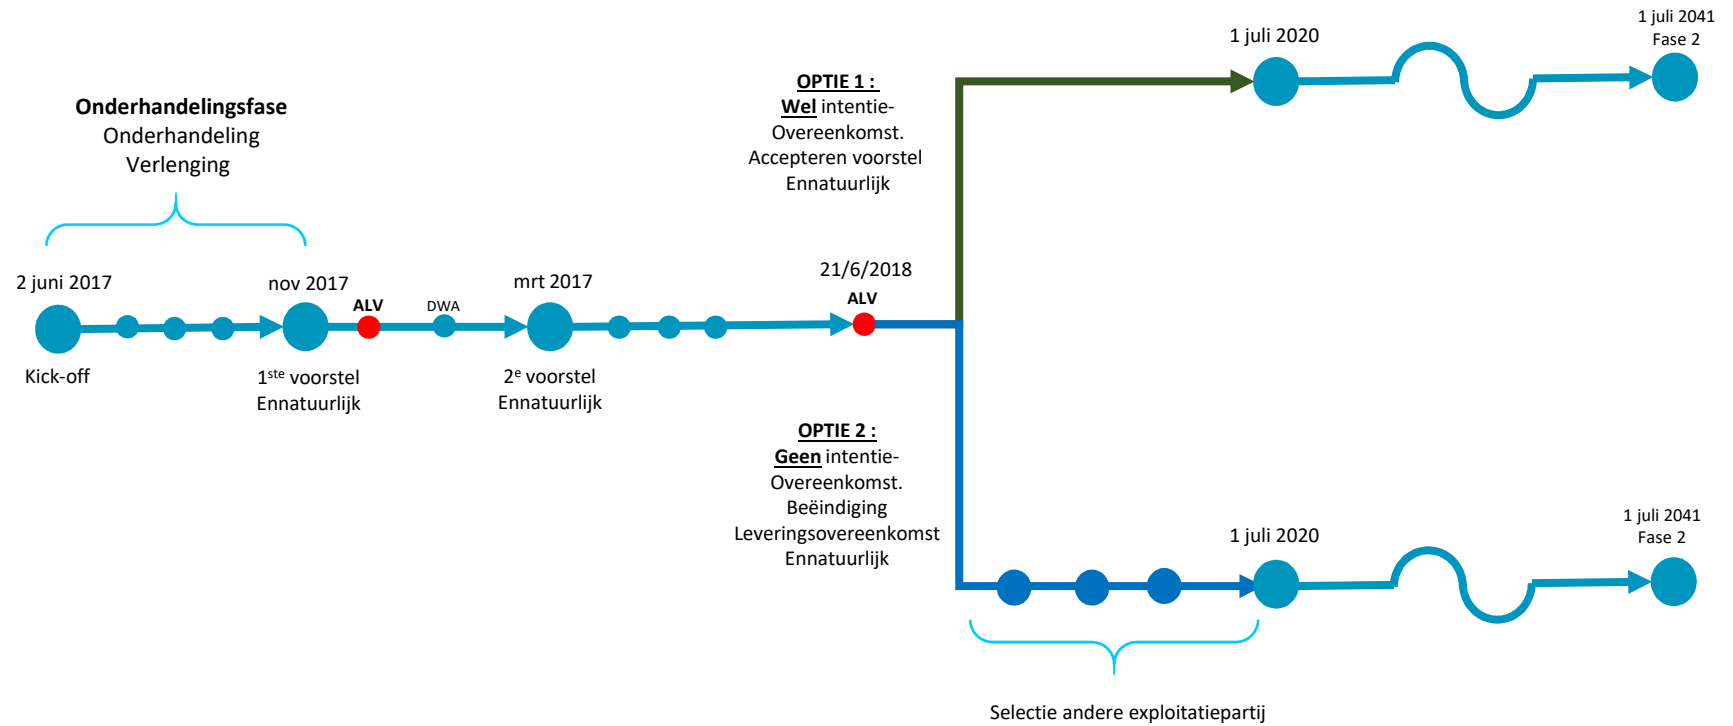 Onderhandelingsfase
Onderhandeling
Verlenging
2 juni 2017
Kick-off
nov 2017
1ste voorstel
Ennatuurlijk
ALV
DWA
mrt 2017
2e voorstel
Ennatuurlijk
21/6/2018
ALV
OPTIE 1 :
Wel intentie-
Overeenkomst.
Accepteren voorstel
Ennatuurlijk
1 juli 2020
1 juli 2041
Fase 2
OPTIE 2 :
Geen intentie-
Overeenkomst.
Beëindiging
Leveringsovereenkomst
Ennatuurlijk
1 juli 2020
1 juli 2041
Fase 2
Selectie andere exploitatiepartij